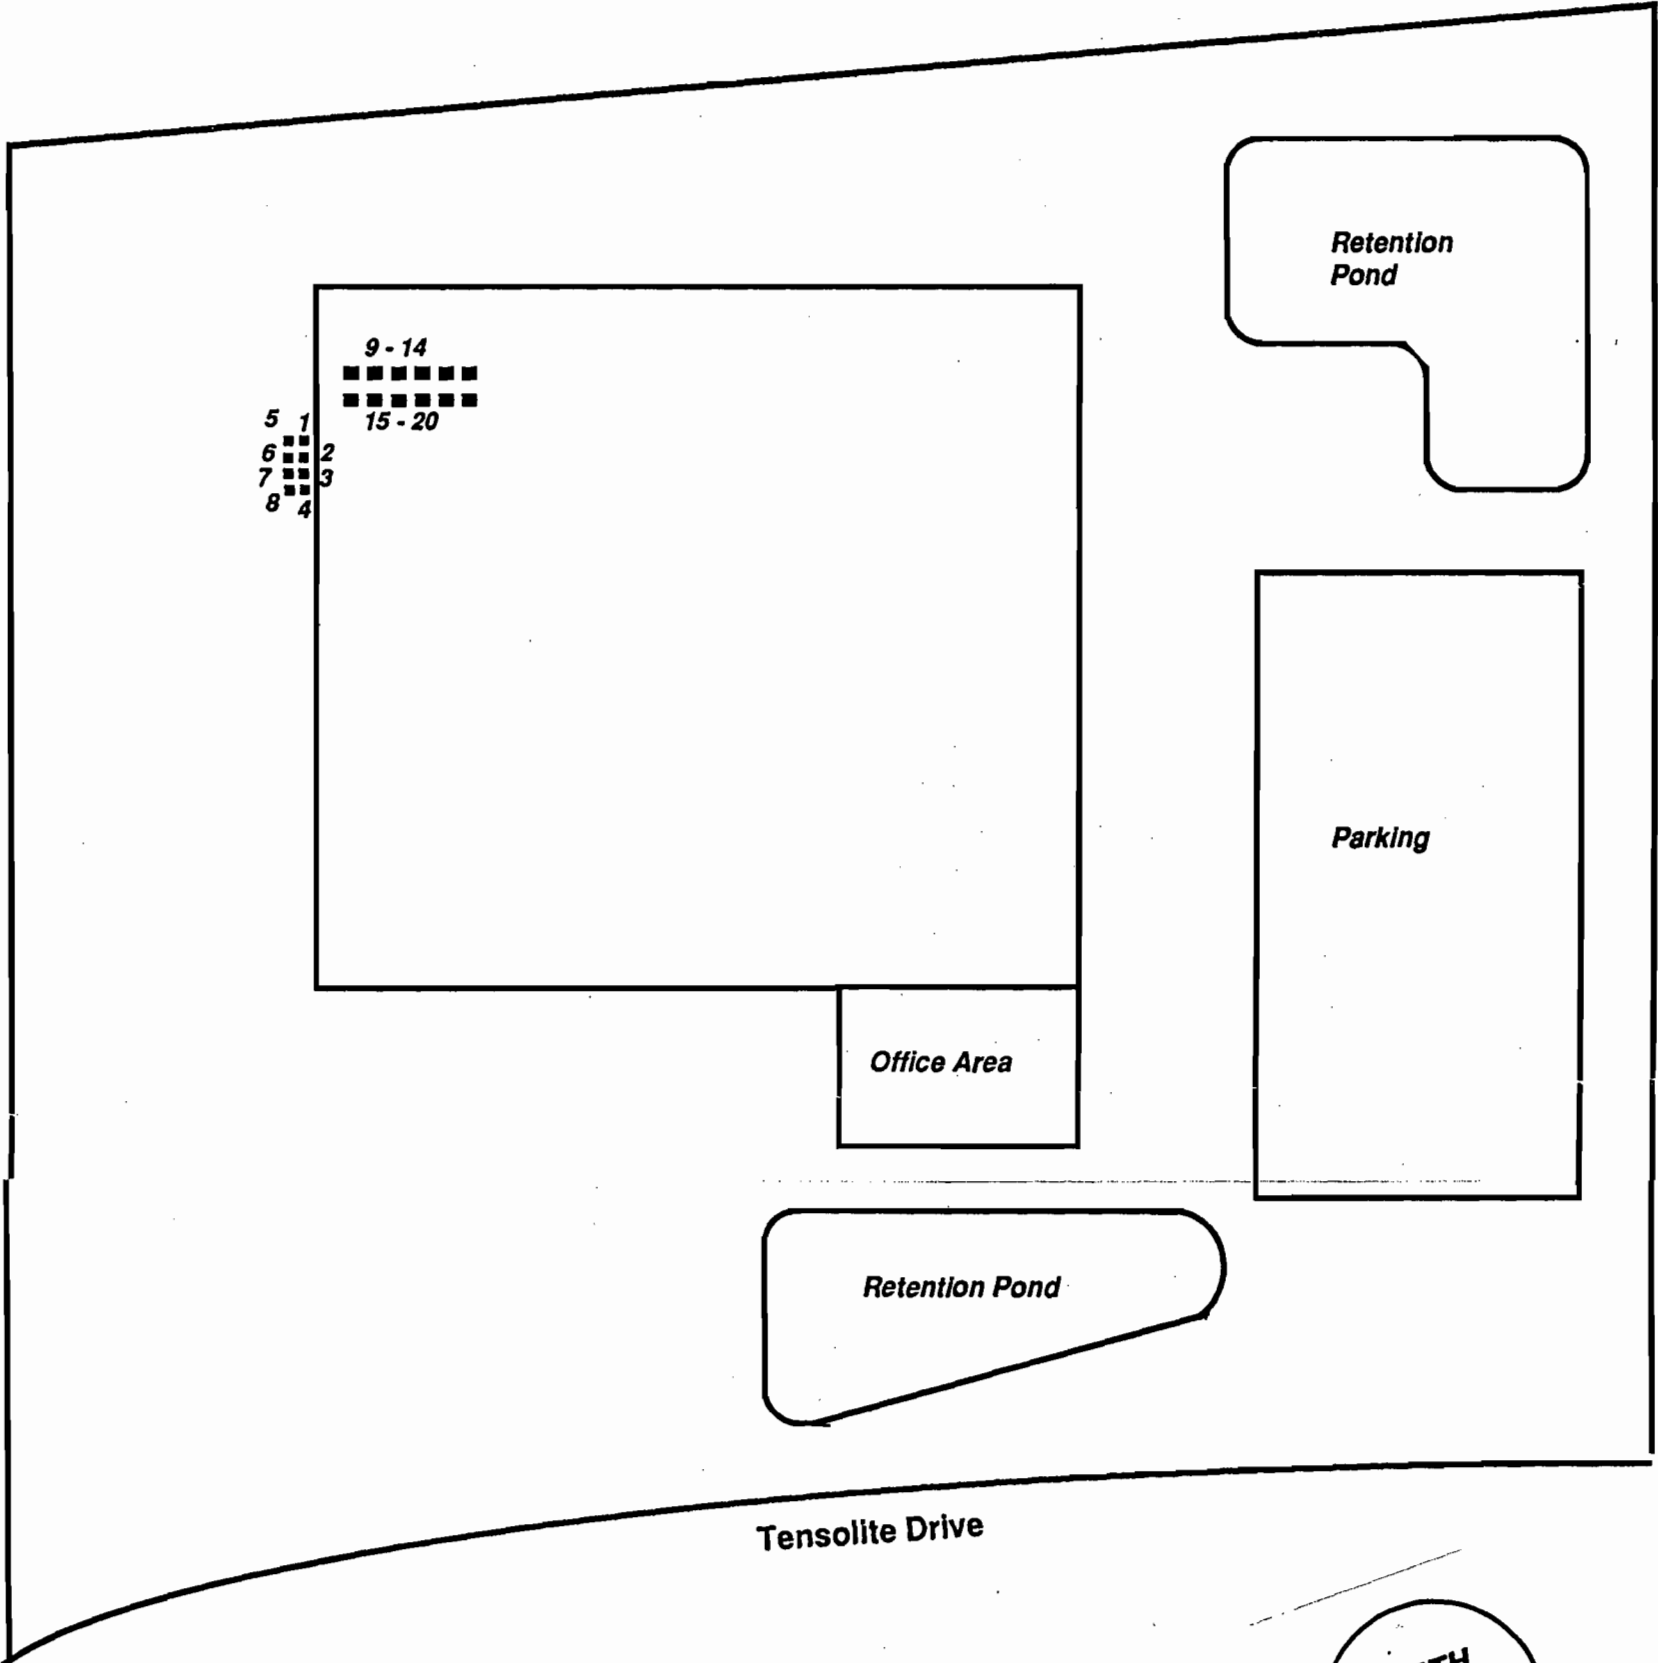 Retention
Pond
9 - 14
15 - 20
5 1
6 2
7 3
8 4
Parking
Office Area
Retention Pond
Tensolite Drive